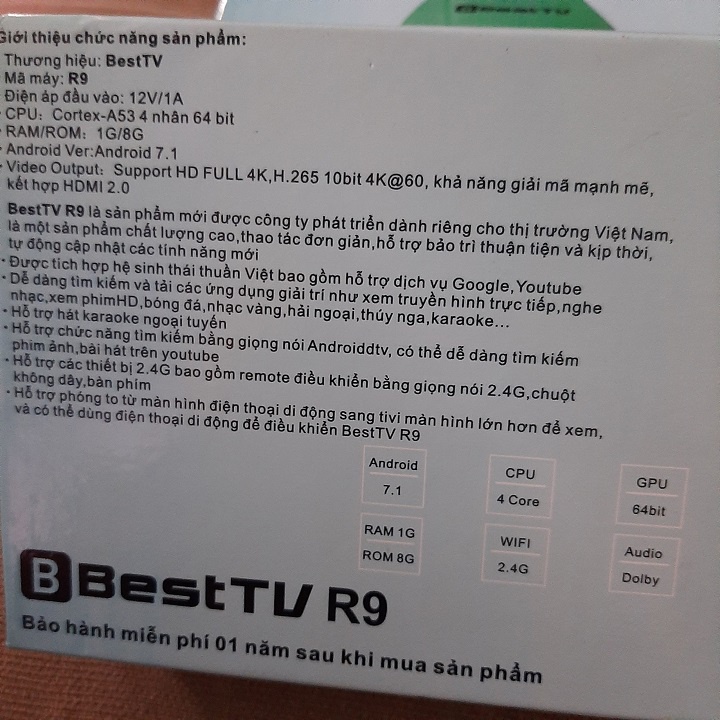 BestTV
Giới thiệu chức năng sản phẩm:
Thương hiệu: BestTV
Mã máy: R9
Điện áp đầu vào: 12V/1A
· CPU: Cortex-A53 4 nhân 64 bit
· RAM/ROM: 1G/8G
· Android Ver:Android 7.1
· Video Output: Support HD FULL 4K,H.265 10bit 4K@60, khả năng giải mã mạnh mẽ,
kết hợp HDMI 2.0
BestTV R9 là sản phẩm mới được công ty phát triển dành riêng cho thị trường Việt Nam,
là một sản phẩm chất lượng cao,thao tác đơn giản,hỗ trợ bảo trì thuận tiện và kịp thời,
tự động cập nhật các tính năng mới
· Được tích hợp hệ sinh thái thuần Việt bao gồm hỗ trợ dịch vụ Google,Youtube
· Dễ dàng tìm kiếm và tải các ứng dụng giải trí như xem truyền hình trực tiếp,nghe
nhạc,xem phimHD,bóng đá,nhạc vàng,hải ngoại,thúy nga,karaoke...
· Hỗ trợ hát karaoke ngoại tuyến
· Hỗ trợ chức năng tìm kiếm bằng giọng nói Androiddtv, có thể dễ dàng tìm kiếm
phim ảnh,bài hát trên youtube
· Hỗ trợ các thiết bị 2.4G bao gồm remote điều khiển bằng giọng nói 2.4G,chuột
không dây,bàn phím
· Hỗ trợ phóng to từ màn hình điện thoại di động sang tivi màn hình lớn hơn để xem,
và có thể dùng điện thoại di động để điều khiển BestTV R9
Android
7.1
CPU
4 Core
GPU
64bit
RAM 1G
ROM 8G
WIFI
2.4G
Audio
Dolby
B BestTV R9
Bảo hành miễn phí 01 năm sau khi mua sản phẩm